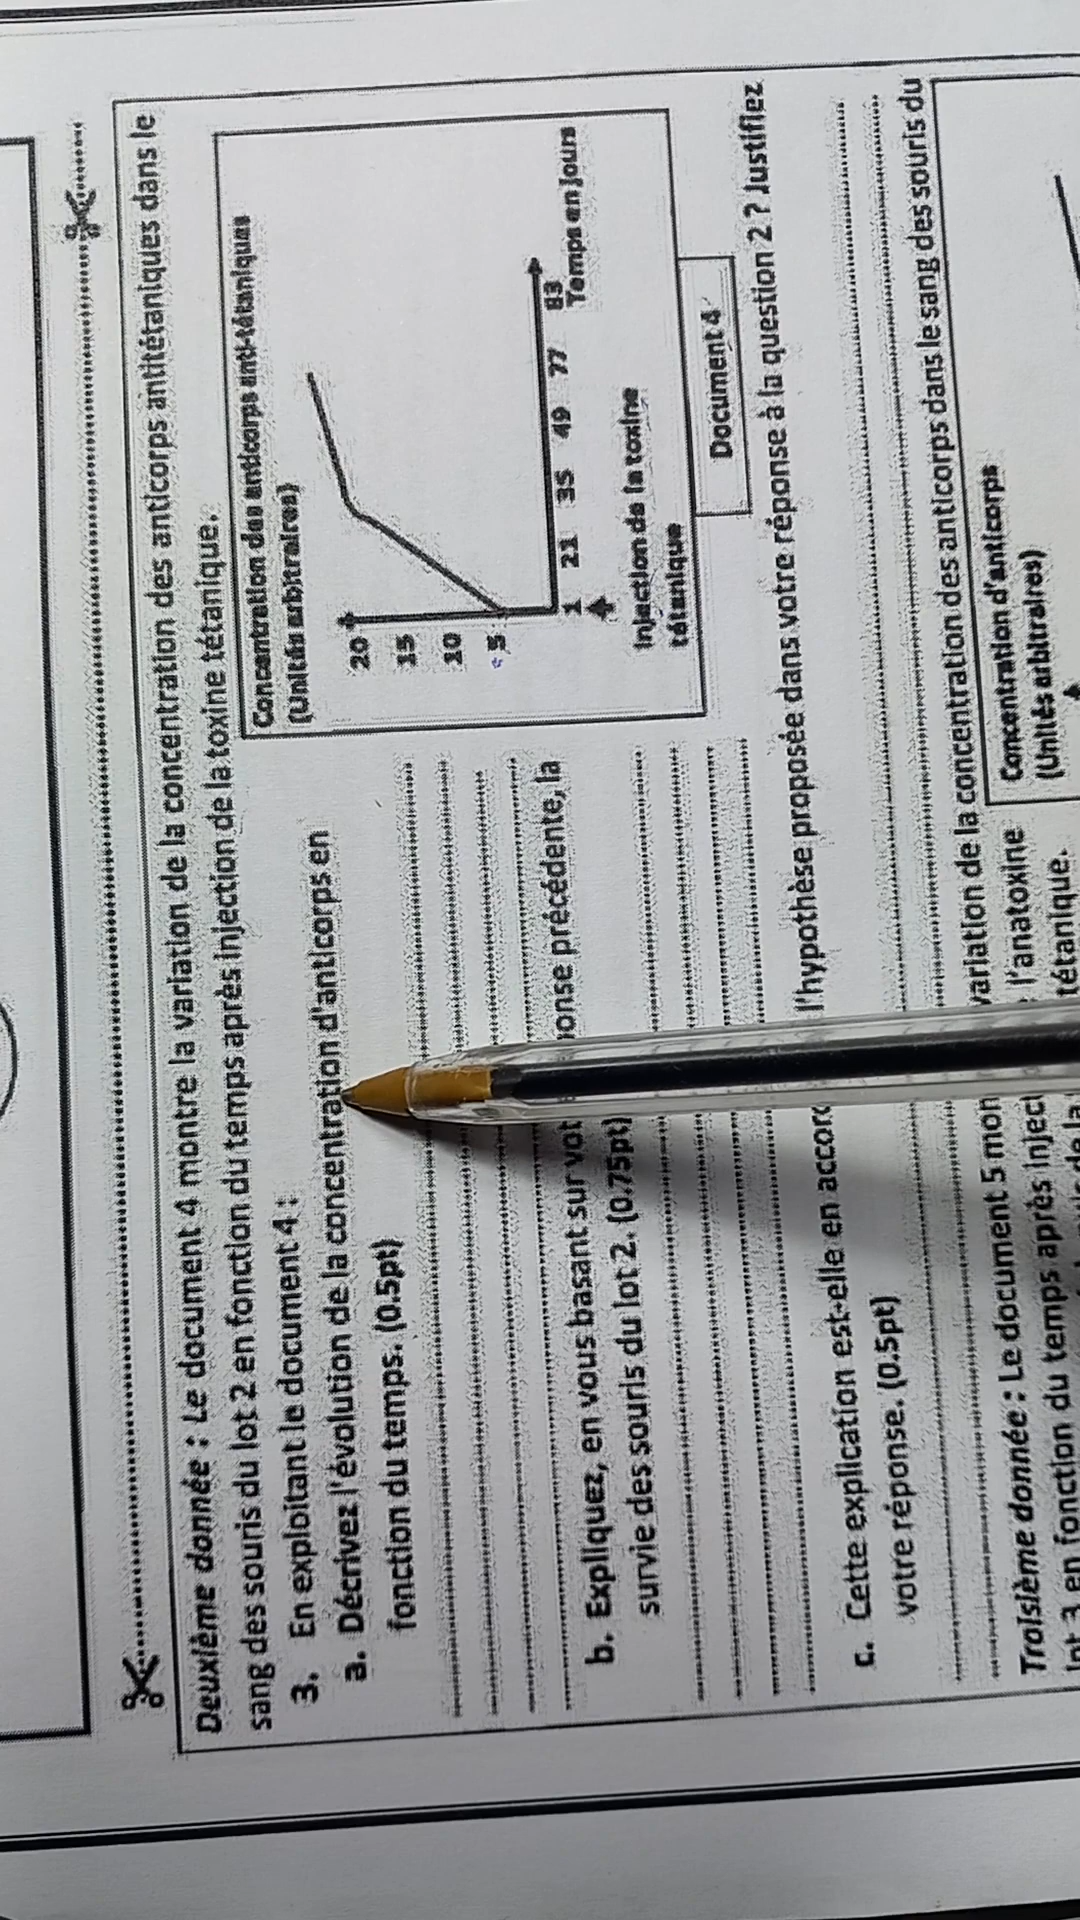 Deuxième donnée : Le document 4 montre la variation de la concentration des anticorps antitétaniques dans le
sang des souris du lot 2 en fonction du temps après injection de la toxine tétanique.
3. En exploitant le document 4 :
a. Décrivez l'évolution de la concentration d'anticorps en
fonction du temps. (0.5pt)
Concentration des anticorps anti-tétaniques
(Unités arbitraires)
20
15
10
5
1 21 35 49 77 83
Temps en jours
Injection de la toxine
tétanique
Document 4
b. Expliquez, en vous basant sur onse précédente, la
survie des souris du lot 2. (0.75pt)
c. Cette explication est-elle en accord l'hypothèse proposée dans votre réponse à la question 2 ? Justifiez
votre réponse. (0.5pt)
Troisième donnée : Le document 5 mon variation de la concentration des anticorps dans le sang des souris du
lot 3 en fonction du temps après inject l'anatoxine
tétanique.
Concentration d'anticorps
(Unités arbitraires)